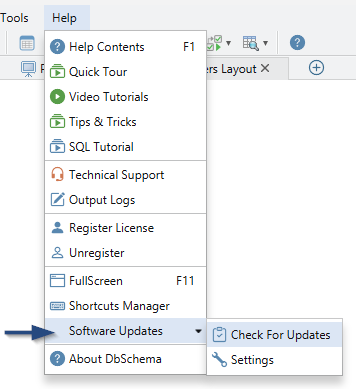 Tools Help
Help Contents F1
Quick Tour
ers Layout
Video Tutorials
Tips & Tricks
SQL Tutorial
Technical Support
Output Logs
Register License
Unregister
FullScreen F11
Shortcuts Manager
Software Updates
Check For Updates
Settings
About DbSchema